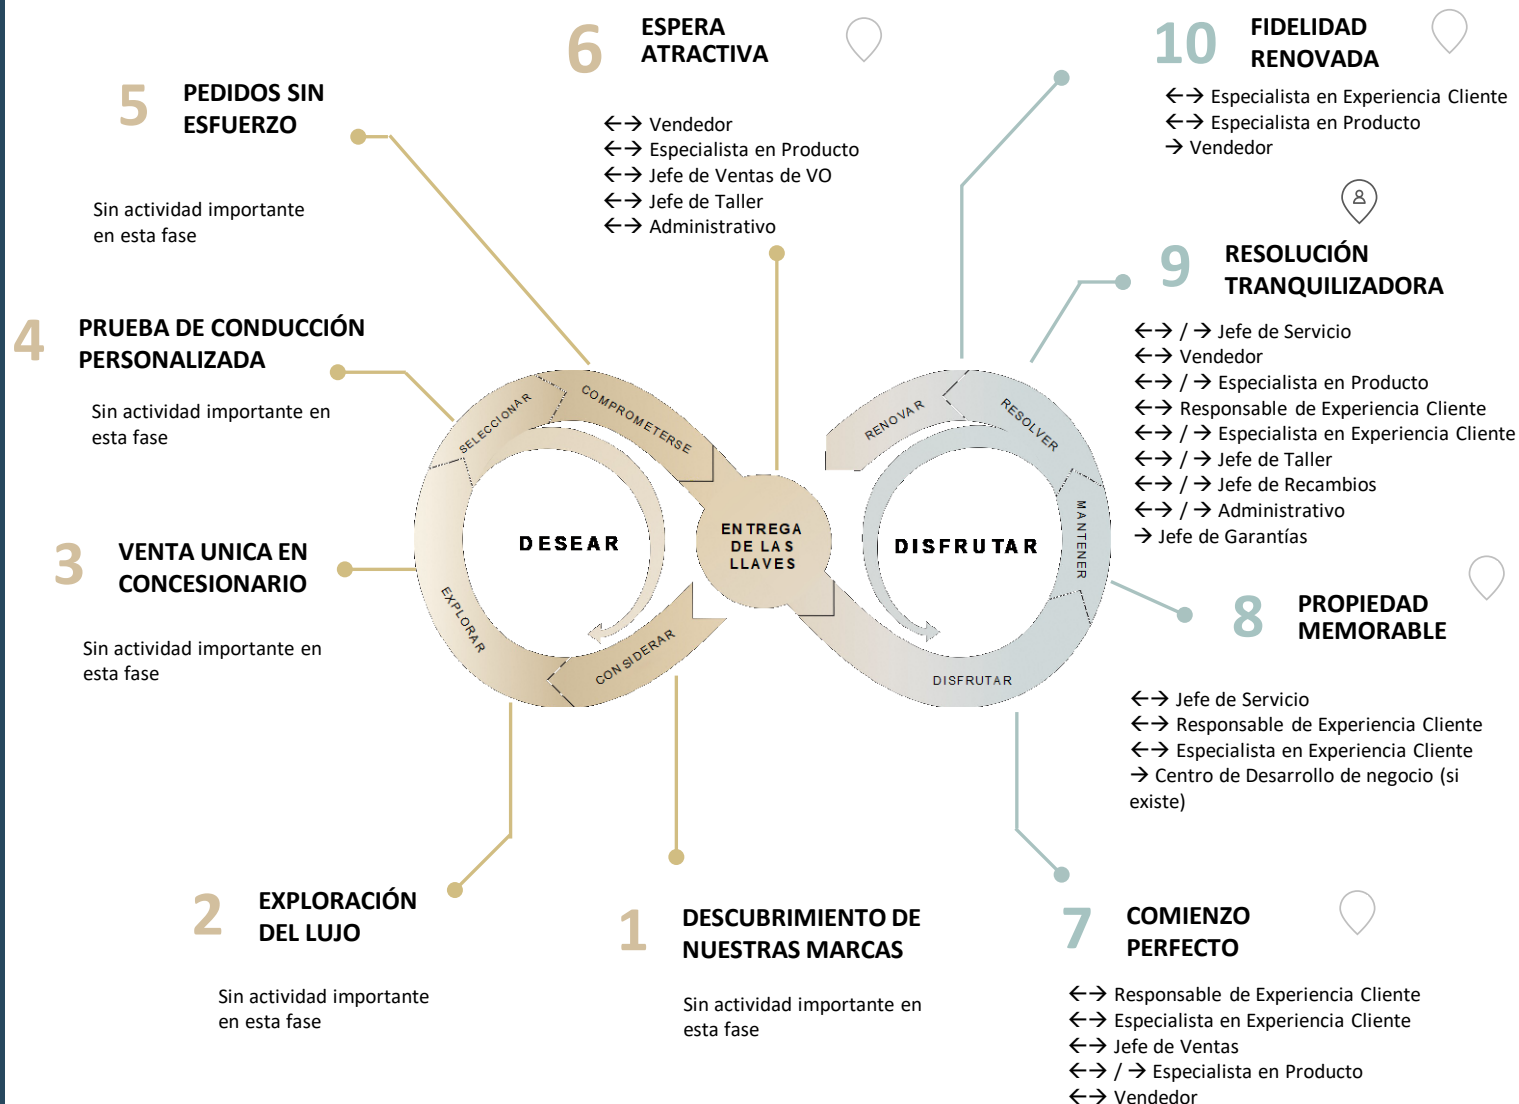 6
ESPERA
ATRACTIVA
←→ Vendedor
←→ Especialista en Producto
←→ Jefe de Ventas de VO
←→ Jefe de Taller
←→ Administrativo
10
FIDELIDAD
RENOVADA
←→ Especialista en Experiencia Cliente
←→ Especialista en Producto
→ Vendedor
5
PEDIDOS SIN
ESFUERZO
Sin actividad importante
en esta fase
9
RESOLUCIÓN
TRANQUILIZADORA
←→ / → Jefe de Servicio
←→ Vendedor
←→ / → Especialista en Producto
←→ Responsable de Experiencia Cliente
←→ / → Especialista en Experiencia Cliente
←→ / → Jefe de Taller
←→ / → Jefe de Recambios
←→ / → Administrativo
→ Jefe de Garantías
4
PRUEBA DE CONDUCCIÓN
PERSONALIZADA
Sin actividad importante en
esta fase
SELECCIONAR
COMPROMETERSE
RENOVAR
RESOLVER
MANTENER
DESEAR
ENTREGA
DE LAS
LLAVES
DISFRUTAR
EXPLORAR
CONSIDERAR
DISFRUTAR
3
VENTA UNICA EN
CONCESIONARIO
Sin actividad importante en
esta fase
8
PROPIEDAD
MEMORABLE
←→ Jefe de Servicio
←→ Responsable de Experiencia Cliente
←→ Especialista en Experiencia Cliente
→ Centro de Desarrollo de negocio (si
existe)
2
EXPLORACIÓN
DEL LUJO
Sin actividad importante
en esta fase
1
DESCUBRIMIENTO DE
NUESTRAS MARCAS
Sin actividad importante en
esta fase
7
COMIENZO
PERFECTO
←→ Responsable de Experiencia Cliente
←→ Especialista en Experiencia Cliente
←→ Jefe de Ventas
←→ / → Especialista en Producto
←→ Vendedor